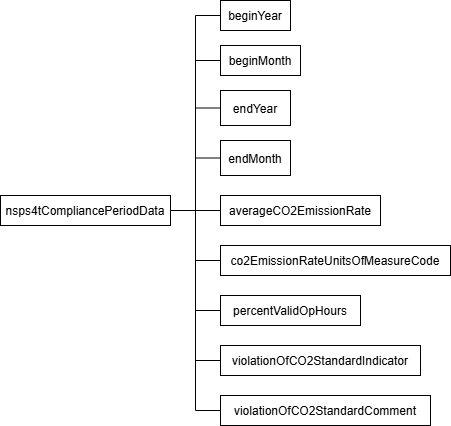 beginYear
beginMonth
endYear
endMonth
nsps4tCompliancePeriodData
averageCO2EmissionRate
co2EmissionRateUnitsOfMeasureCode
percentValidOpHours
violationOfCO2StandardIndicator
violationOfCO2StandardComment